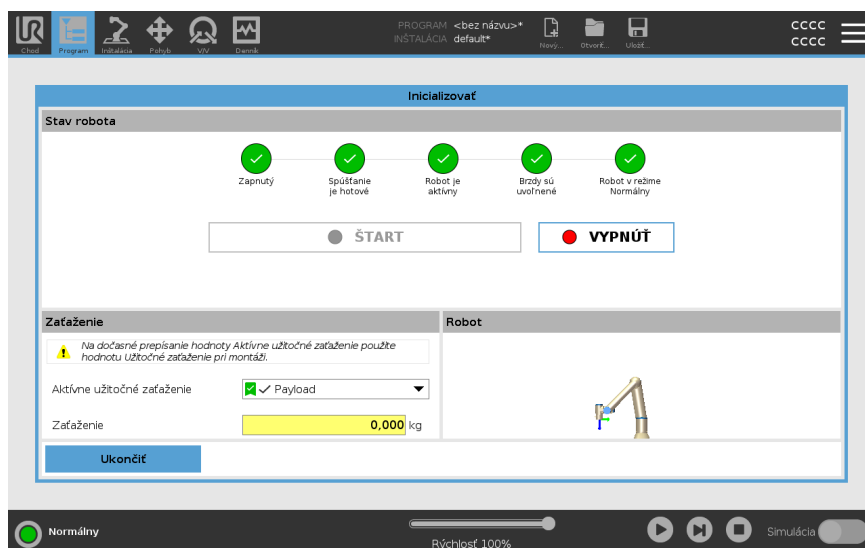 PROGRAM <bez názvu>*
INŠTALÁCIA default*
Chod
Program
Inštalácia
Pohyb
V/V
Denník
Nový...
Otvoriť...
Uložiť...
CCCC
CCCC
Inicializovať
Stav robota
Zapnutý
Spúšťanie
je hotové
Robot je
aktívny
Brzdy sú
uvoľnené
Robot v režime
Normálny
ŠTART
VYPNÚŤ
Zaťaženie
Na dočasné prepísanie hodnoty Aktívne užitočné zaťaženie použite
hodnotu Užitočné zaťaženie pri montáži.
Aktívne užitočné zaťaženie
Payload
Zaťaženie
0,000 kg
Robot
Ukončiť
Normálny
Rýchlosť 100%
Simulácia